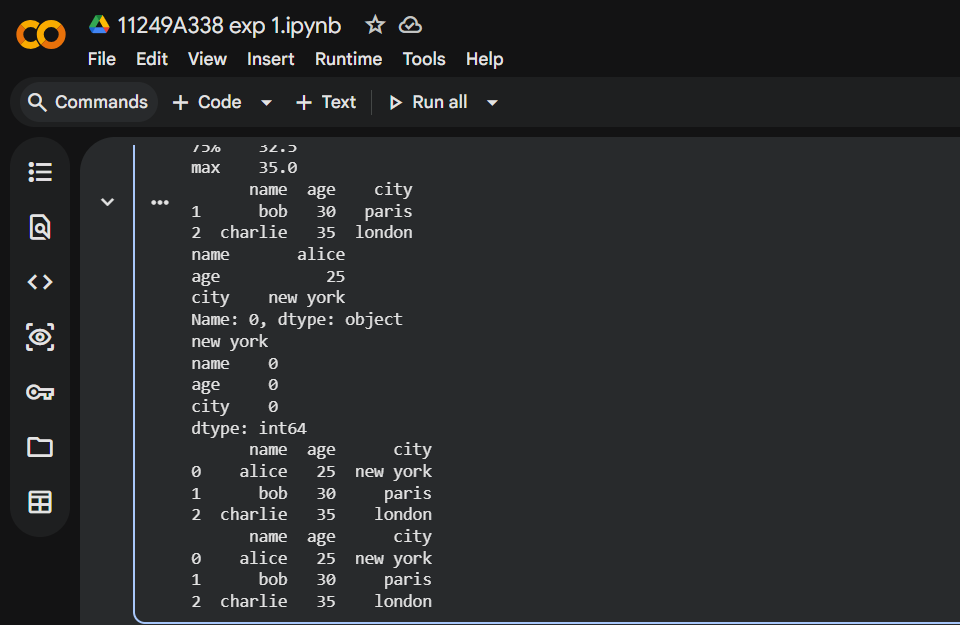 11249A338 exp 1.ipynb
File Edit View Insert Runtime Tools Help
Commands + Code + Text Run all
75% 32.5
max 35.0
name age city
1 bob 30 paris
2 charlie 35 london
name alice
age 25
city new york
Name: 0, dtype: object
new york
name 0
age 0
city 0
dtype: int64
name age city
0 alice 25 new york
1 bob 30 paris
2 charlie 35 london
name age city
0 alice 25 new york
1 bob 30 paris
2 charlie 35 london